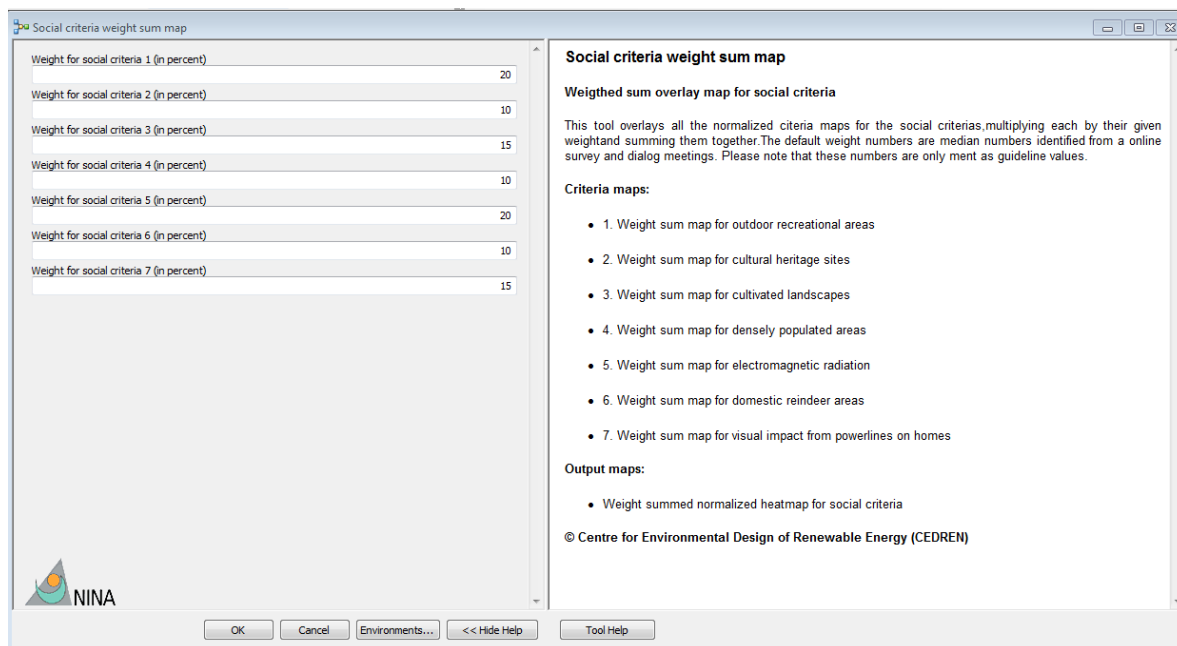 Social criteria weight sum map
Weight for social criteria 1 (in percent)
20
Weight for social criteria 2 (in percent)
10
Weight for social criteria 3 (in percent)
15
Weight for social criteria 4 (in percent)
10
Weight for social criteria 5 (in percent)
20
Weight for social criteria 6 (in percent)
10
Weight for social criteria 7 (in percent)
15
NINA
Social criteria weight sum map
Weigthed sum overlay map for social criteria
This tool overlays all the normalized citeria maps for the social criterias,multiplying each by their given
weightand summing them together.The default weight numbers are median numbers identified from a online
survey and dialog meetings. Please note that these numbers are only ment as guideline values.
Criteria maps:
• 1. Weight sum map for outdoor recreational areas
• 2. Weight sum map for cultural heritage sites
• 3. Weight sum map for cultivated landscapes
• 4. Weight sum map for densely populated areas
• 5. Weight sum map for electromagnetic radiation
• 6. Weight sum map for domestic reindeer areas
• 7. Weight sum map for visual impact from powerlines on homes
Output maps:
• Weight summed normalized heatmap for social criteria
© Centre for Environmental Design of Renewable Energy (CEDREN)
OK
Cancel
Environments...
<< Hide Help
Tool Help